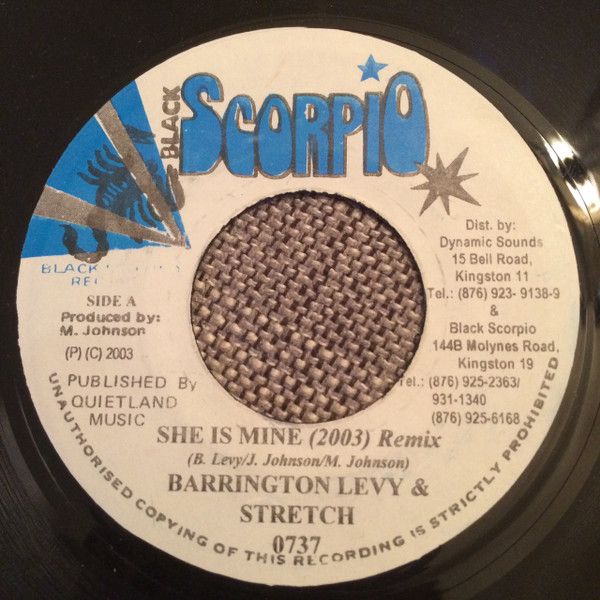 BLACK
SCORPIO
BLACK
SIDE A
Produced by:
M. Johnson
(P) (C) 2003
PUBLISHED By
QUIETLAND
MUSIC
Dist. by:
Dynamic Sounds
15 Bell Road,
Kingston 11
Tel.: (876) 923- 9138-9
&
Black Scorpio
144B Molynes Road,
Kingston 19
Tel.: (876) 925-2363/
931-1340
(876) 925-6168
SHE IS MINE (2003) Remix
(B. Levy/J. Johnson/M. Johnson)
BARRINGTON LEVY &
STRETCH
0737
UNAUTHORISED COPYING OF THIS RECORDING IS STRICTLY PROHIBITED